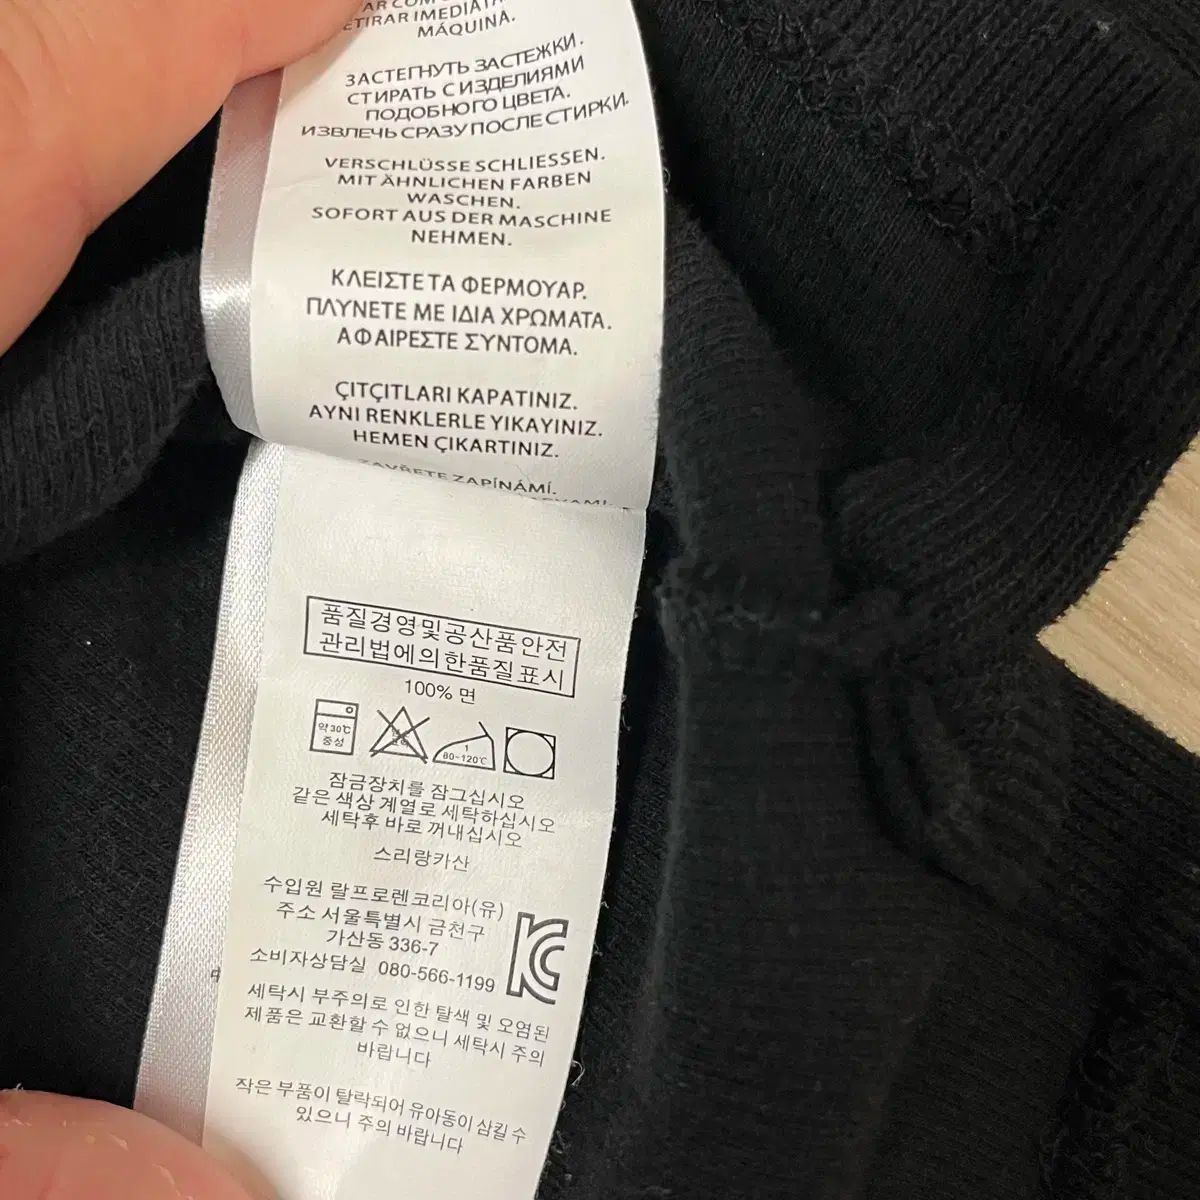 ETIRAR IMEDIATA
MÁQUINA.
ЗАСТЕГНУТЬ ЗАСТЕЖКИ.
СТИРАТЬ С ИЗДЕЛИЯМИ
ПОДОБНОГО ЦВЕТА.
ИЗВЛЕЧЬ СРАЗУ ПОСЛЕ СТИРКИ.
VERSCHLÜSSE SCHLIESSEN.
MIT ÄHNLICHEN FARBEN
WASCHEN.
SOFORT AUS DER MASCHINE
NEHMEN.
ΚΛΕΙΣΤΕ ΤΑ ΦΕΡΜΟΥΑΡ.
ΠΛΥΝΕΤΕ ΜΕ ΙΔΙΑ ΧΡΩΜΑΤΑ.
ΑΦΑΙΡΕΣΤΕ ΣΥΝΤΟΜΑ.
ÇITÇITLARI KAPATINIZ.
AYNI RENKLERLE YIKAYINIZ.
HEMEN ÇIKARTINIZ.
ZAVŘETE ZAPÍNÁMÍ.
품질경영및공산품안전
관리법에의한품질표시
100% 면
약30℃
중성
1
80~120℃
잠금장치를 잠그십시오
같은 색상 계열로 세탁하십시오
세탁후 바로 꺼내십시오
스리랑카산
수입원 랄프로렌코리아(유)
주소 서울특별시 금천구
가산동 336-7
소비자상담실 080-566-1199
세탁시 부주의로 인한 탈색 및 오염된
제품은 교환할 수 없으니 세탁시 주의
바랍니다
작은 부품이 탈락되어 유아동이 삼킬 수
있으니 주의 바랍니다